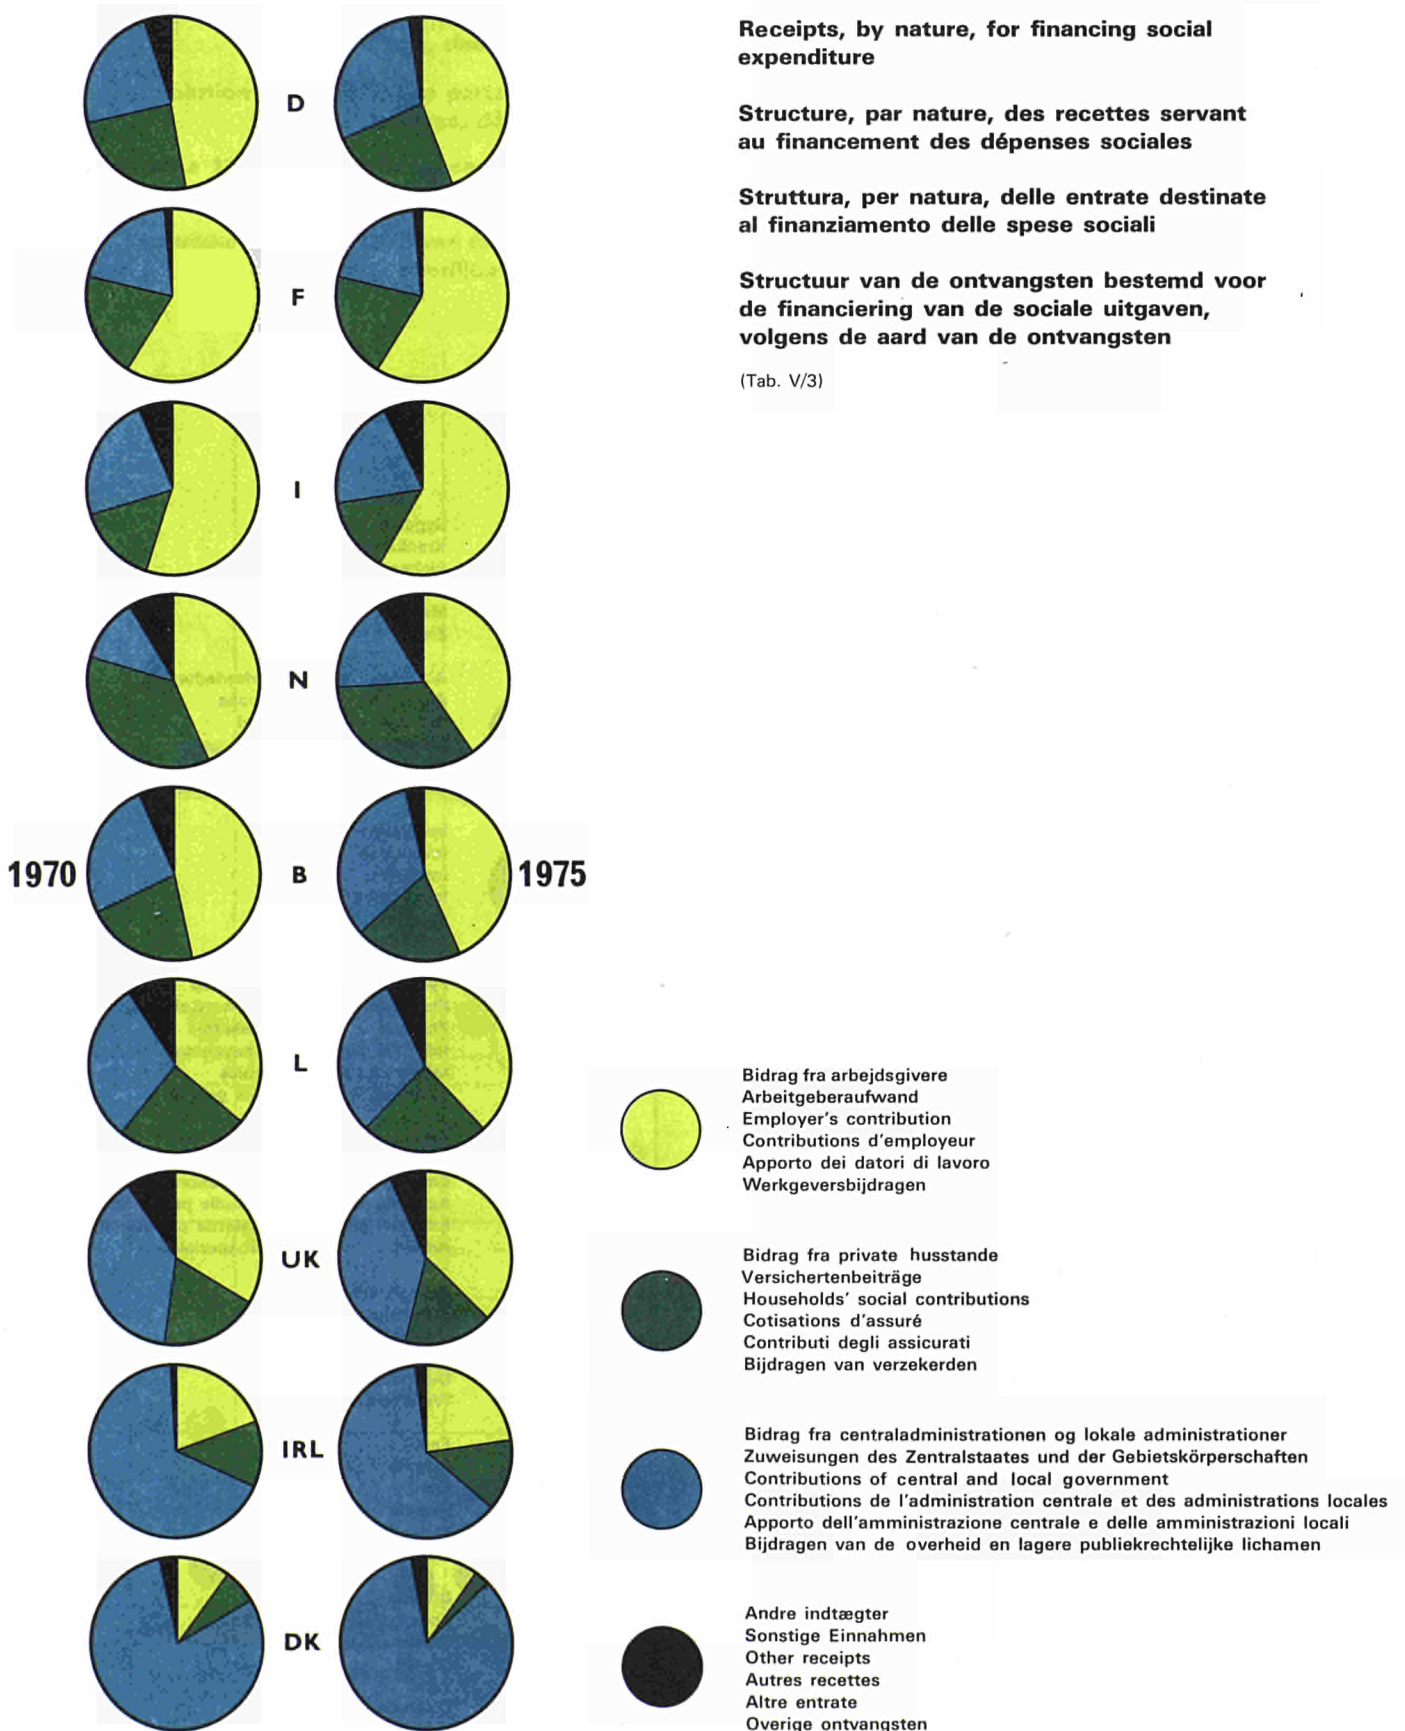 Receipts, by nature, for financing social
expenditure
Structure, par nature, des recettes servant
au financement des dépenses sociales
Struttura, per natura, delle entrate destinate
al finanziamento delle spese sociali
Structuur van de ontvangsten bestemd voor
de financiering van de sociale uitgaven,
volgens de aard van de ontvangsten
(Tab. V/3)
D
F
I
N
1970
B
1975
L
UK
IRL
DK
Bidrag fra arbejdsgivere
Arbeitgeberaufwand
Employer's contribution
Contributions d'employeur
Apporto dei datori di lavoro
Werkgeversbijdragen
Bidrag fra private husstande
Versichertenbeiträge
Households' social contributions
Cotisations d'assuré
Contributi degli assicurati
Bijdragen van verzekerden
Bidrag fra centraladministrationen og lokale administrationer
Zuweisungen des Zentralstaates und der Gebietskörperschaften
Contributions of central and local government
Contributions de l'administration centrale et des administrations locales
Apporto dell'amministrazione centrale e delle amministrazioni locali
Bijdragen van de overheid en lagere publiekrechtelijke lichamen
Andre indtægter
Sonstige Einnahmen
Other receipts
Autres recettes
Altre entrate
Overige ontvangsten